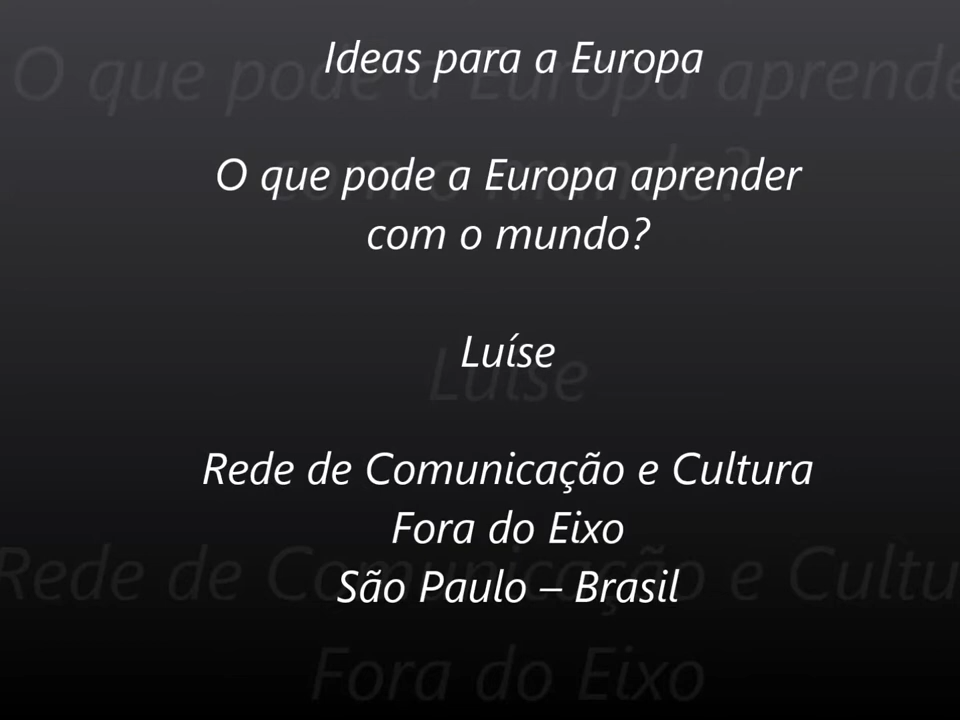 Ideas para a Europa
O que pode a Europa aprender
com o mundo?
Luíse
Rede de Comunicação e Cultura
Fora do Eixo
São Paulo – Brasil